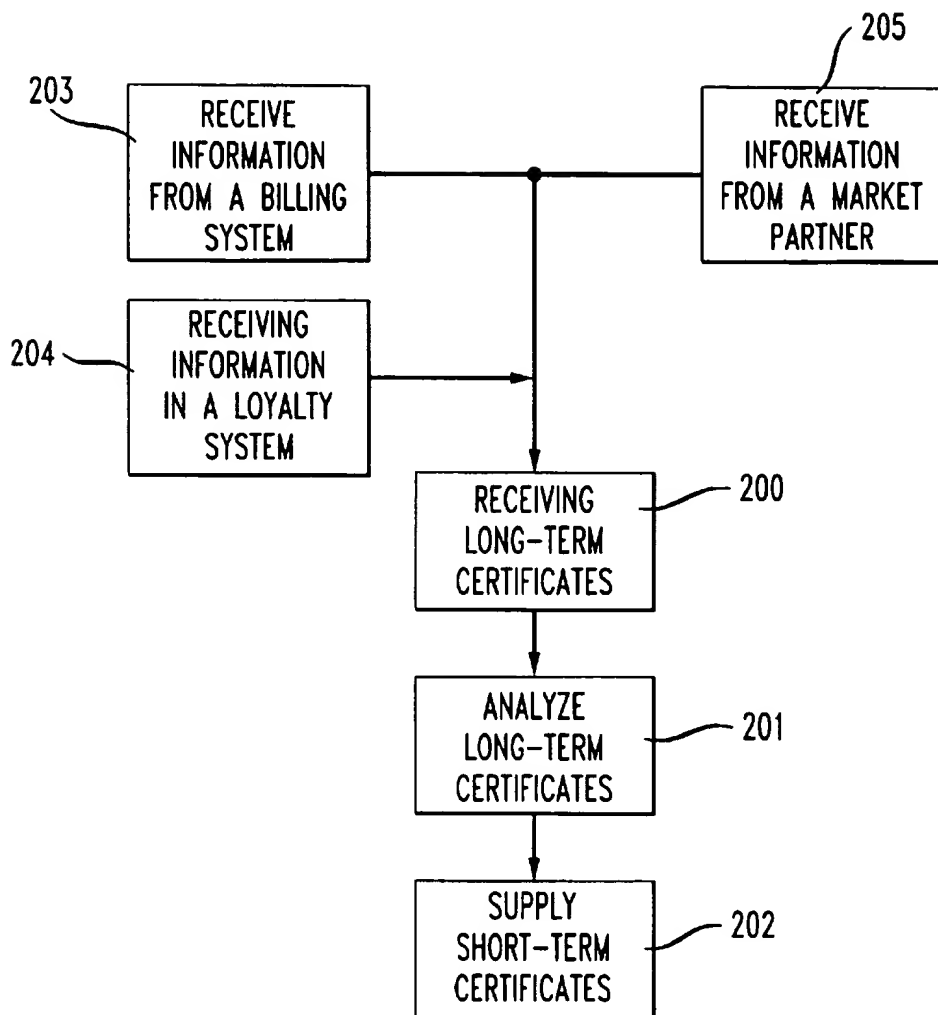 205
203
RECEIVE
INFORMATION
FROM A BILLING
SYSTEM
RECEIVE
INFORMATION
FROM A MARKET
PARTNER
204
RECEIVING
INFORMATION
IN A LOYALTY
SYSTEM
RECEIVING
LONG-TERM
CERTIFICATES
200
ANALYZE
LONG-TERM
CERTIFICATES
201
SUPPLY
SHORT-TERM
CERTIFICATES
202